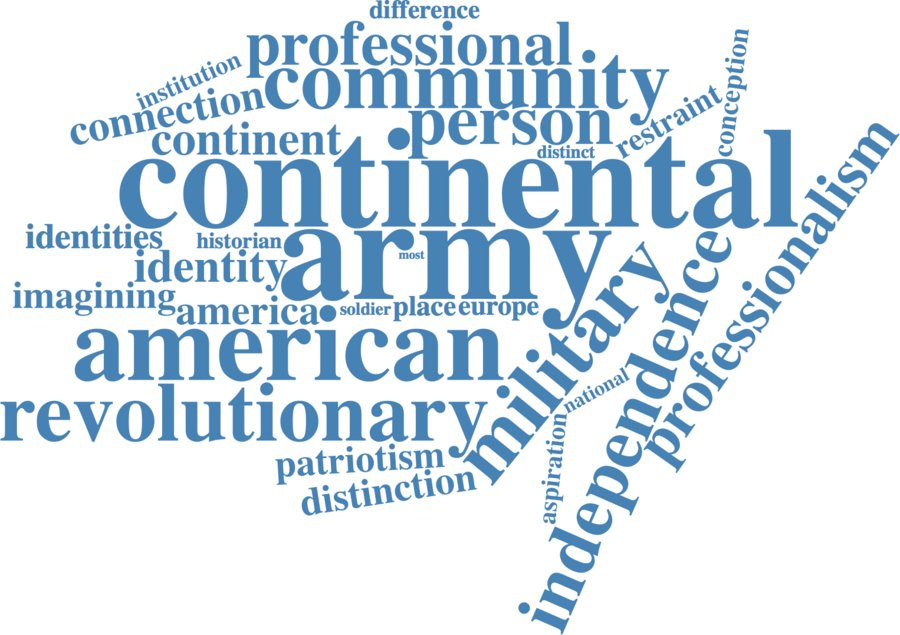 difference
professional
institution
community
conception
connection
person
restraint
continent
distinct
continental
professionalism
identities
historian
army
most
identity
military
independence
imagining
america
soldier
place
europe
american
national
revolutionary
aspiration
patriotism
distinction